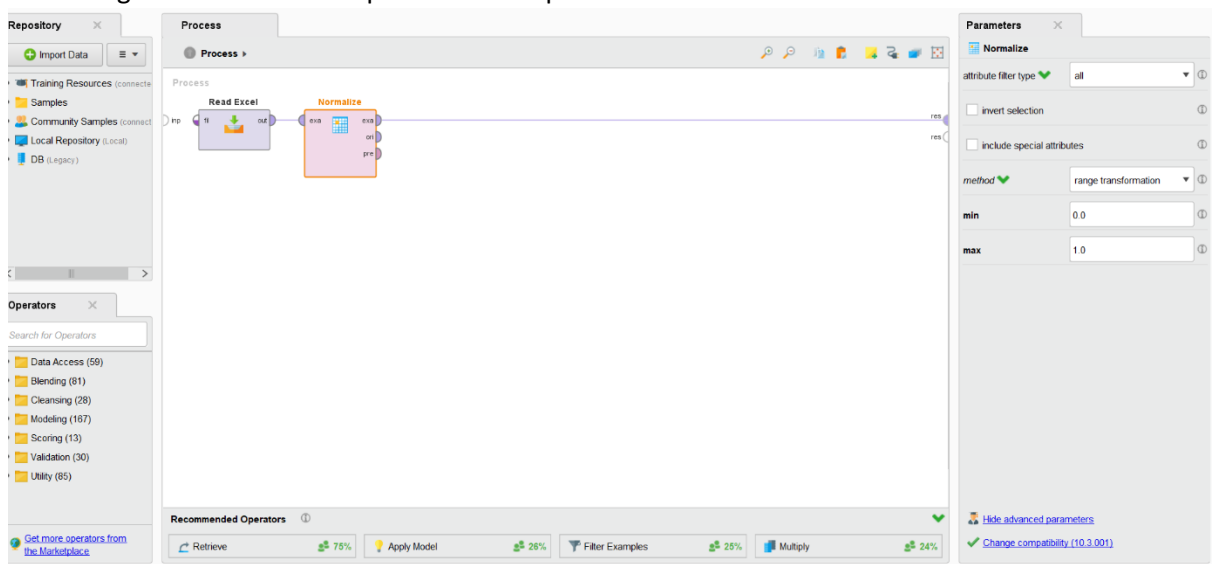 Repository
Import Data
Training Resources (connecte
Samples
Community Samples (connect
Local Repository (Local)
DB (Legacy)
Operators
Search for Operators
Data Access (59)
Blending (81)
Cleansing (28)
Modeling (167)
Scoring (13)
Validation (30)
Utility (85)
Get more operators from
the Marketplace
Process
Process
Process
Read Excel
Normalize
inp
fil
out
exa
exa
ori
pre
res
res
Recommended Operators
Retrieve 75%
Apply Model 26%
Filter Examples 25%
Multiply 24%
Parameters
Normalize
attribute filter type all
invert selection
include special attributes
method range transformation
min 0.0
max 1.0
Hide advanced parameters
Change compatibility (10.3.001)